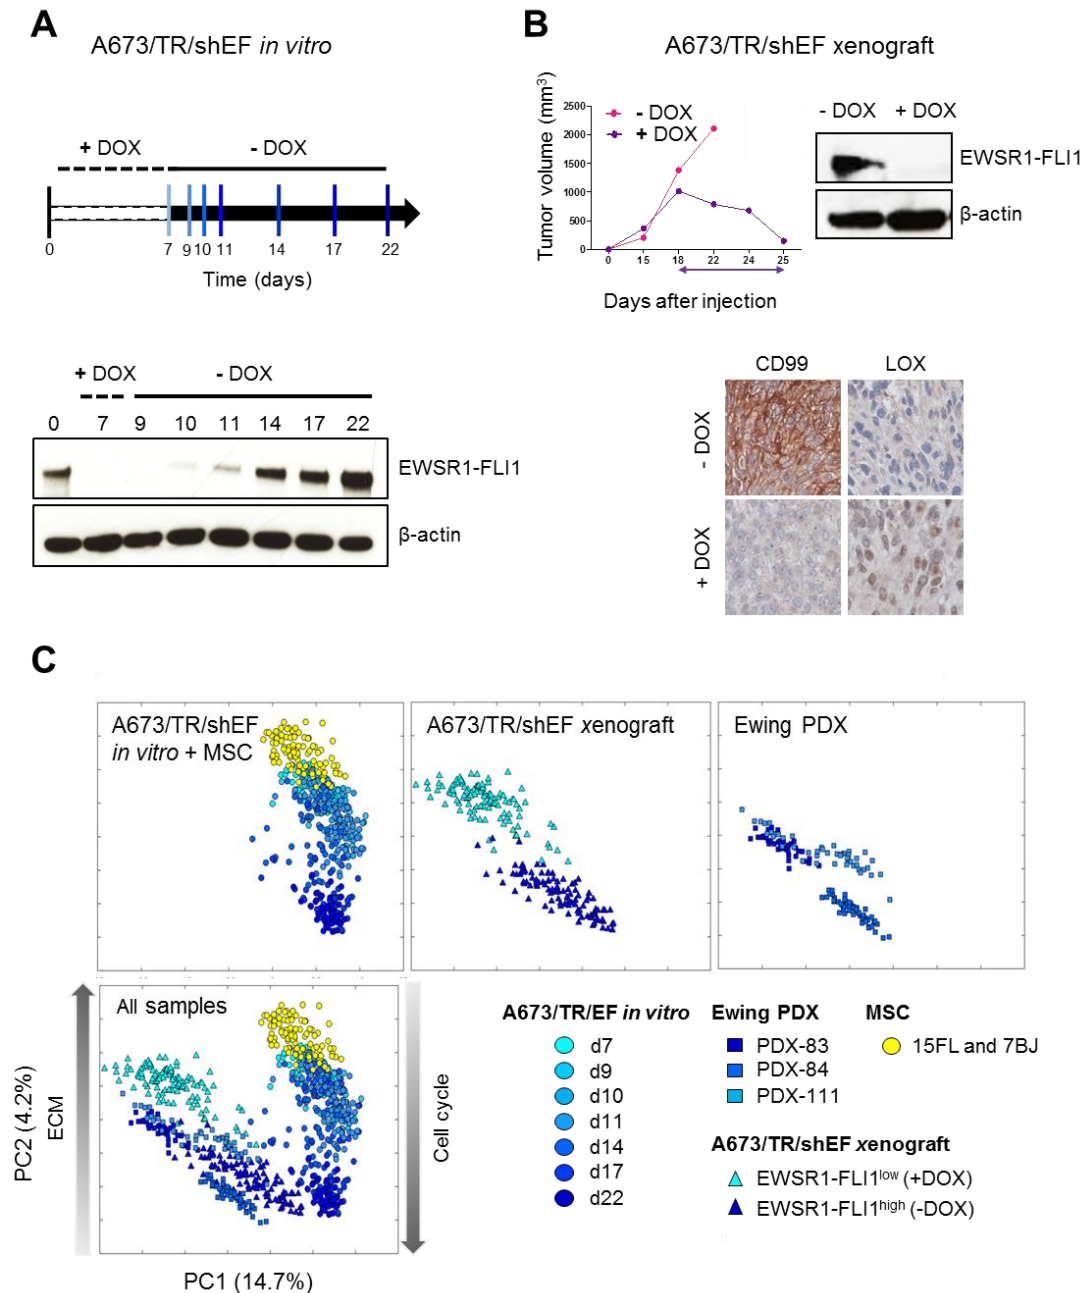 A
A673/TR/shEF in vitro
+ DOX
- DOX
0 7 9 10 11 14 17 22
Time (days)
+ DOX - DOX
0 7 9 10 11 14 17 22
EWSR1-FLI1
β-actin
B
A673/TR/shEF xenograft
Tumor volume (mm³)
2500
2000
1500
1000
500
0
- DOX
+ DOX
0 15 18 22 24 25
Days after injection
- DOX + DOX
EWSR1-FLI1
β-actin
CD99 LOX
- DOX
+ DOX
C
A673/TR/shEF
in vitro + MSC
A673/TR/shEF xenograft
Ewing PDX
All samples
PC2 (4.2%)
ECM
Cell cycle
PC1 (14.7%)
A673/TR/EF in vitro
d7
d9
d10
d11
d14
d17
d22
Ewing PDX
PDX-83
PDX-84
PDX-111
MSC
15FL and 7BJ
A673/TR/shEF xenograft
EWSR1-FLI1low (+DOX)
EWSR1-FLI1high (-DOX)